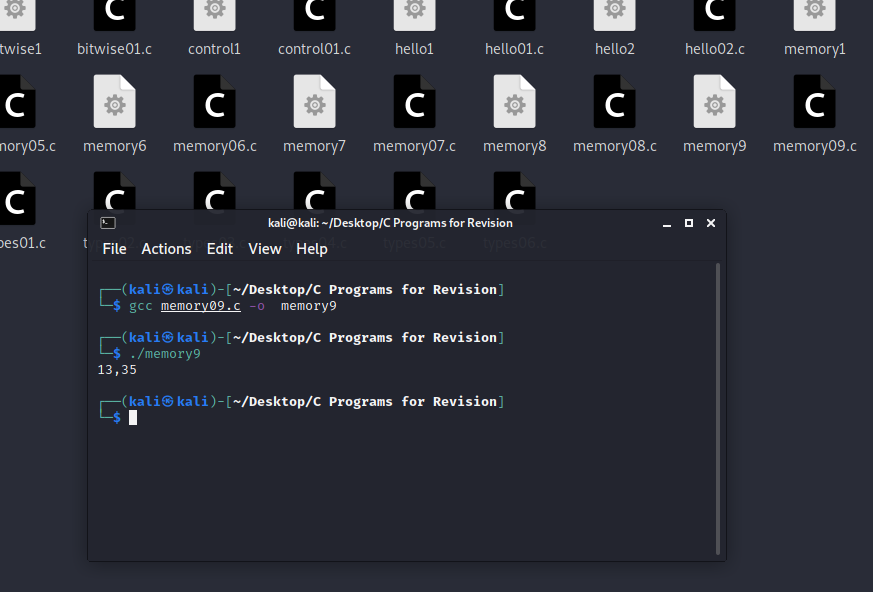 twise1 bitwise01.c control1 control01.c hello1 hello01.c hello2 hello02.c memory1
mory05.c memory6 memory06.c memory7 memory07.c memory8 memory08.c memory9 memory09.c
pes01.c types05.c types06.c
kali@kali: ~/Desktop/C Programs for Revision
File Actions Edit View Help
┌──(kali㉿kali)-[~/Desktop/C Programs for Revision]
└─$ gcc memory09.c -o  memory9
┌──(kali㉿kali)-[~/Desktop/C Programs for Revision]
└─$ ./memory9
13,35
┌──(kali㉿kali)-[~/Desktop/C Programs for Revision]
└─$